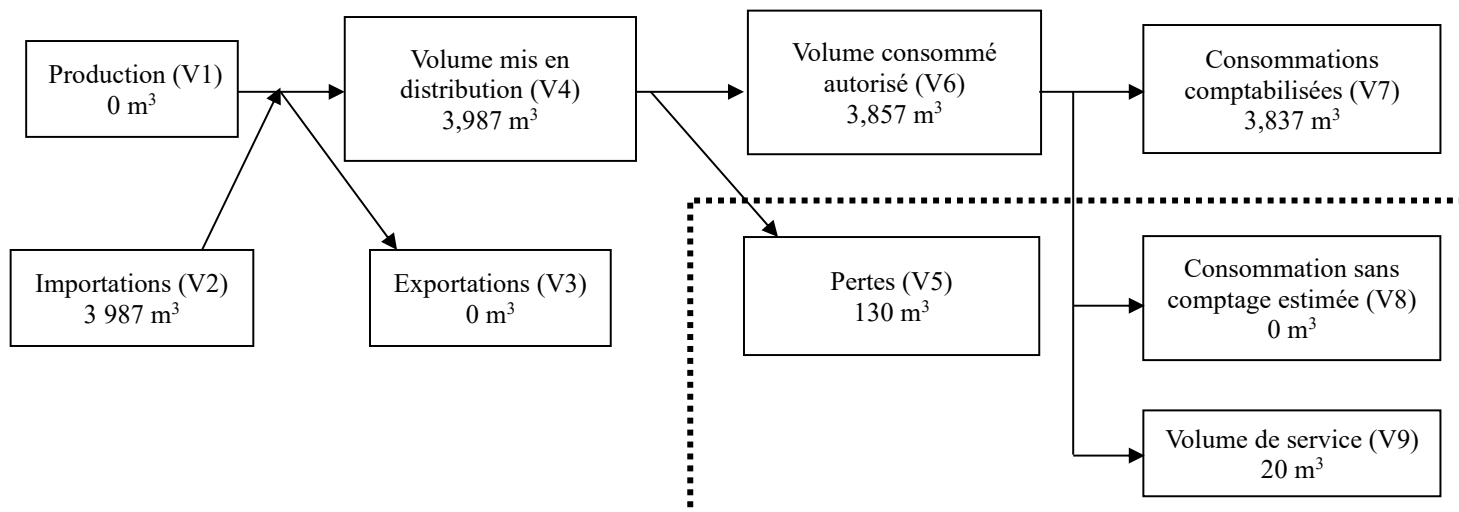 Production (V1)
0 m³
Volume mis en
distribution (V4)
3,987 m³
Volume consommé
autorisé (V6)
3,857 m³
Consommations
comptabilisées (V7)
3,837 m³
Importations (V2)
3 987 m³
Exportations (V3)
0 m³
Pertes (V5)
130 m³
Consommation sans
comptage estimée (V8)
0 m³
Volume de service (V9)
20 m³